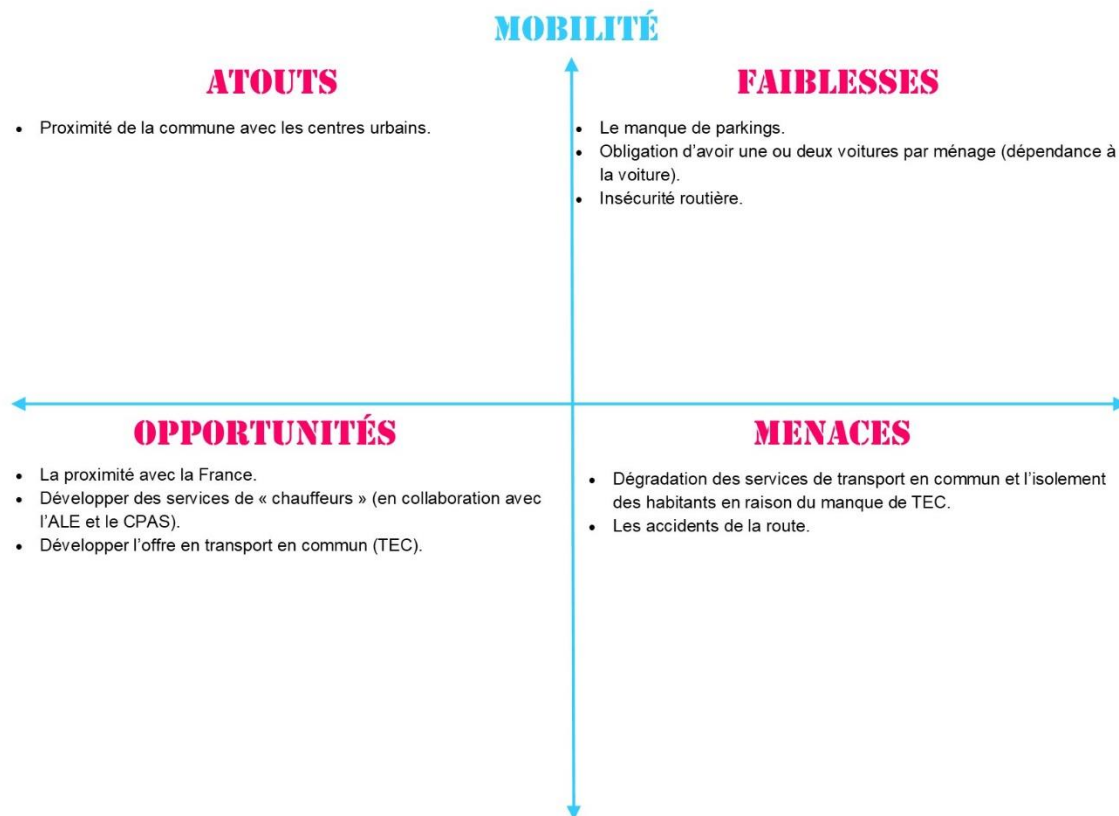 MOBILITÉ
ATOUTS
• Proximité de la commune avec les centres urbains.
FAIBLESSES
• Le manque de parkings.
• Obligation d'avoir une ou deux voitures par ménage (dépendance à
la voiture).
• Insécurité routière.
OPPORTUNITÉS
• La proximité avec la France.
• Développer des services de « chauffeurs » (en collaboration avec
l'ALE et le CPAS).
• Développer l'offre en transport en commun (TEC).
MENACES
• Dégradation des services de transport en commun et l'isolement
des habitants en raison du manque de TEC.
• Les accidents de la route.